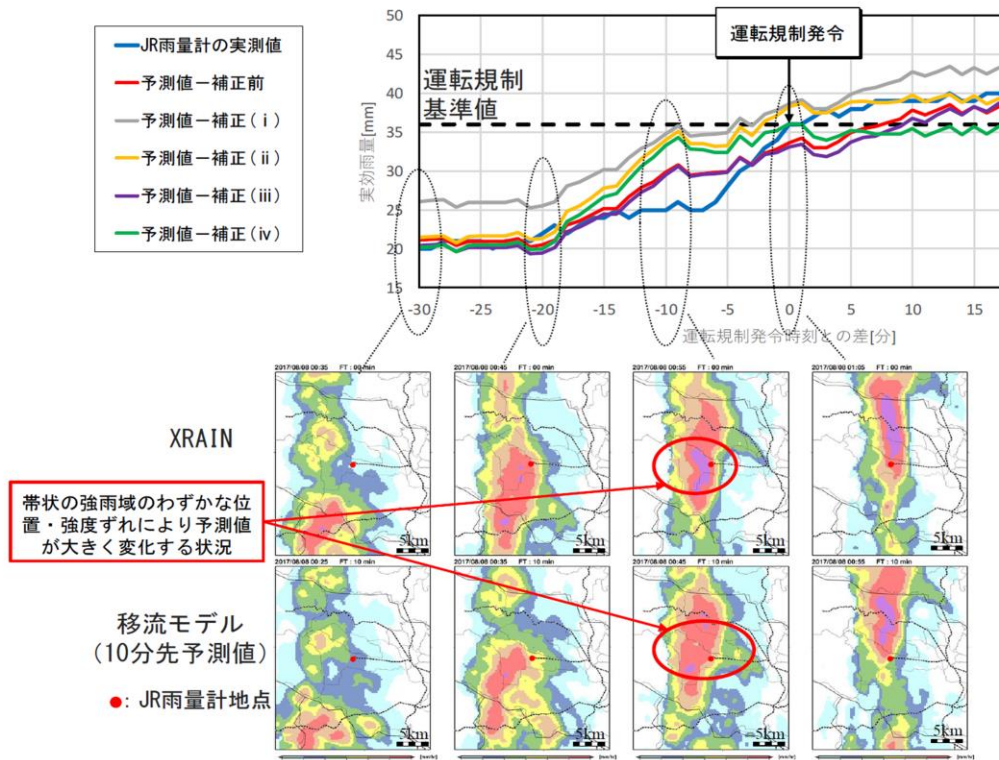 JR雨量計の実測値
予測値－補正前
予測値－補正(ⅰ)
予測値－補正(ⅱ)
予測値－補正(ⅲ)
予測値－補正(ⅳ)
50
45
40
35
30
25
20
15
実効雨量[mm]
運転規制
基準値
運転規制発令
-30
-25
-20
-15
-10
-5
0
5
10
15
運転規制発令時刻との差[分]
2017/08/08 00:35 FT : 00 min
2017/08/08 00:45 FT : 00 min
2017/08/08 00:55 FT : 00 min
2017/08/08 01:05 FT : 00 min
XRAIN
5km
5km
5km
5km
帯状の強雨域のわずかな位
置・強度ずれにより予測値
が大きく変化する状況
2017/08/08 00:25 FT : 10 min
2017/08/08 00:35 FT : 10 min
2017/08/08 00:45 FT : 10 min
2017/08/08 00:55 FT : 10 min
移流モデル
(10分先予測値)
●: JR雨量計地点
5km
5km
5km
5km